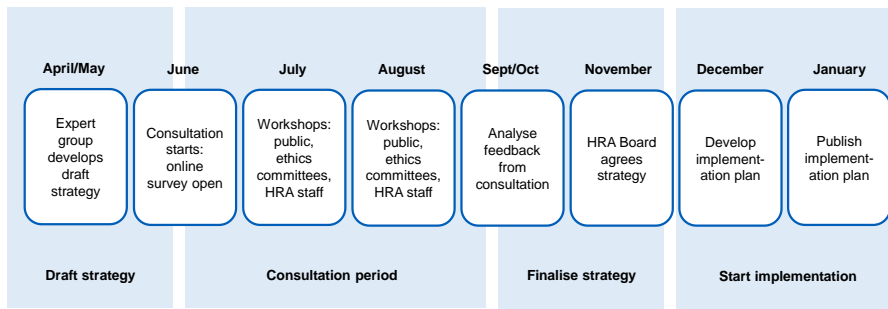 April/May
June
July
August
Sept/Oct
November
December
January
Expert
group
develops
draft
strategy
Consultation
starts:
online
survey open
Workshops:
public,
ethics
committees,
HRA staff
Workshops:
public,
ethics
committees,
HRA staff
Analyse
feedback
from
consultation
HRA Board
agrees
strategy
Develop
implement-
ation plan
Publish
implement-
ation plan
Draft strategy
Consultation period
Finalise strategy
Start implementation